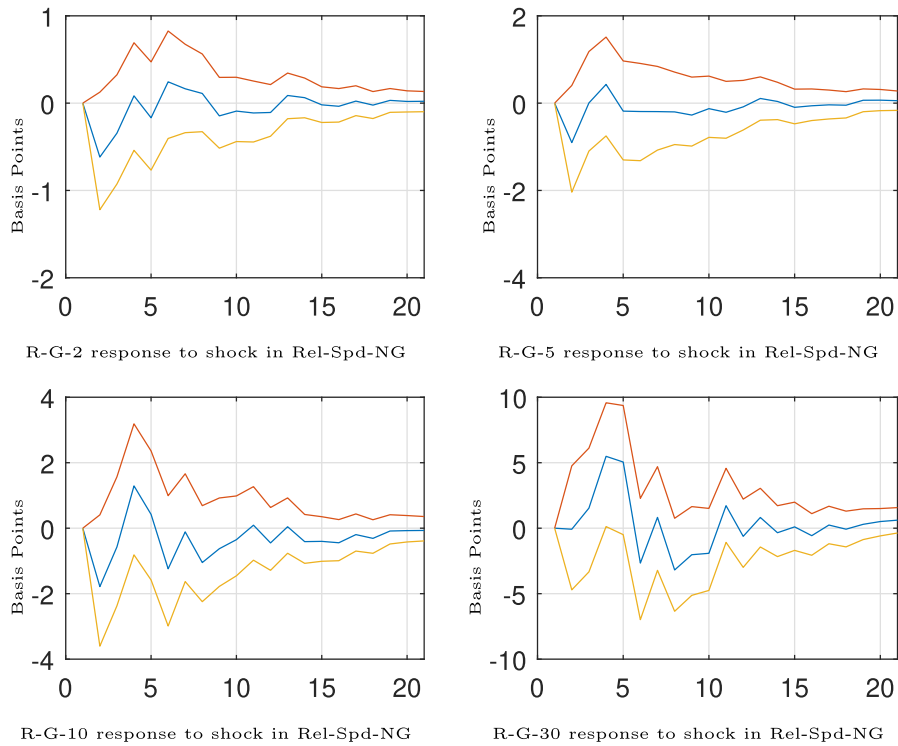 1
0
-1
-2
Basis Points
0 5 10 15 20
R-G-2 response to shock in Rel-Spd-NG
2
0
-2
-4
Basis Points
0 5 10 15 20
R-G-5 response to shock in Rel-Spd-NG
4
2
0
-2
-4
Basis Points
0 5 10 15 20
R-G-10 response to shock in Rel-Spd-NG
10
5
0
-5
-10
Basis Points
0 5 10 15 20
R-G-30 response to shock in Rel-Spd-NG